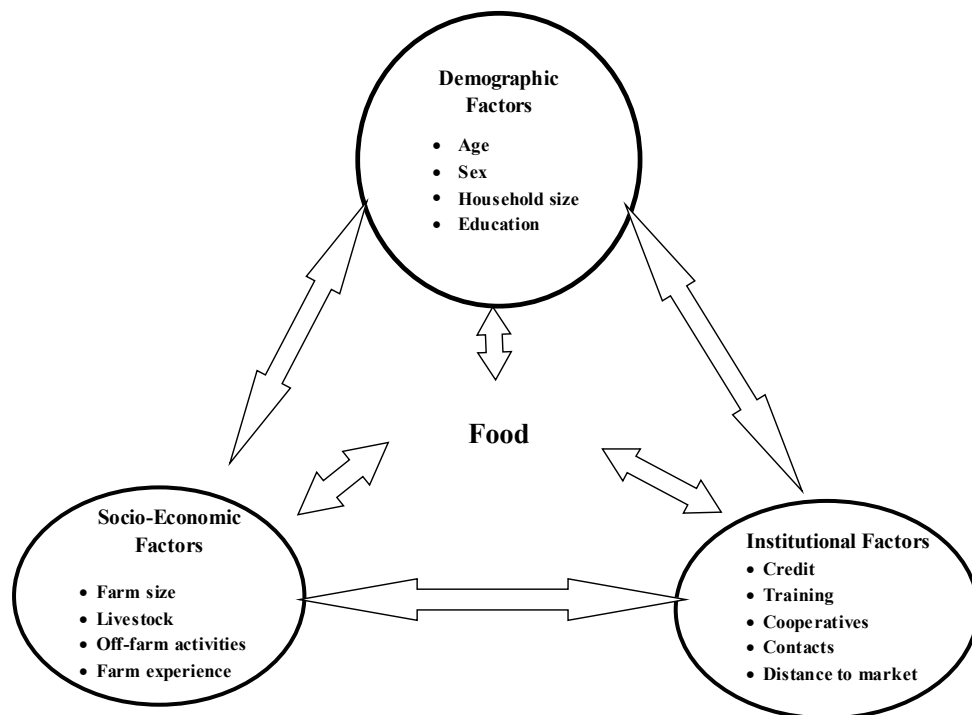 Demographic
Factors
• Age
• Sex
• Household size
• Education
Food
Socio-Economic
Factors
• Farm size
• Livestock
• Off-farm activities
• Farm experience
Institutional Factors
• Credit
• Training
• Cooperatives
• Contacts
• Distance to market